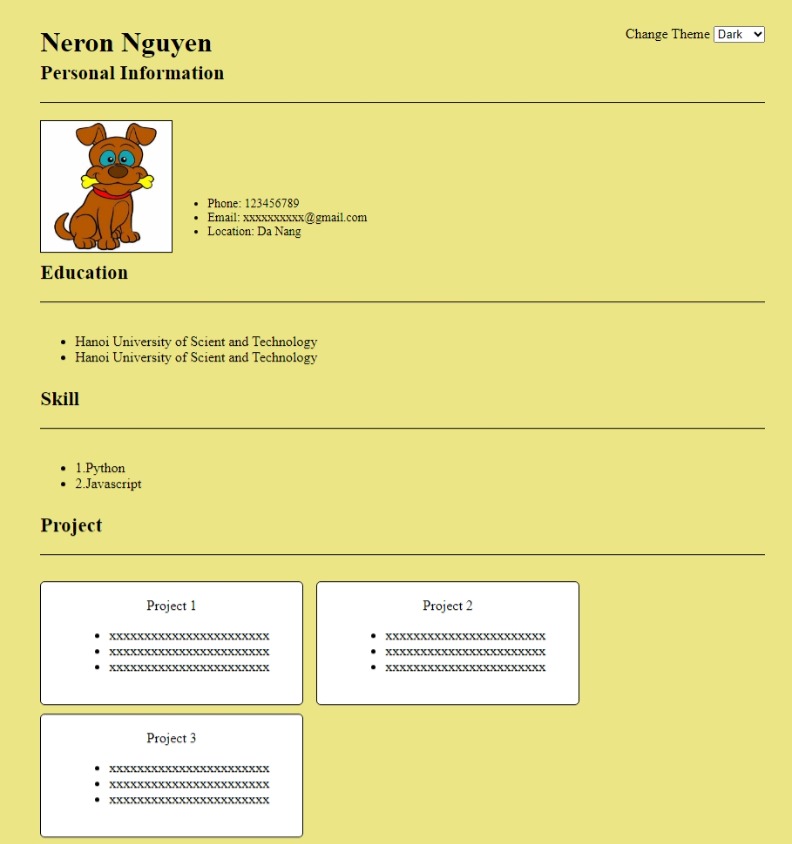 Neron Nguyen
Change Theme Dark
Personal Information
Phone: 123456789
Email: xxxxxxxxxx@gmail.com
Location: Da Nang
Education
Hanoi University of Scient and Technology
Hanoi University of Scient and Technology
Skill
1.Python
2.Javascript
Project
Project 1
xxxxxxxxxxxxxxxxxxxxxxx
xxxxxxxxxxxxxxxxxxxxxxx
xxxxxxxxxxxxxxxxxxxxxxx
Project 2
xxxxxxxxxxxxxxxxxxxxxxx
xxxxxxxxxxxxxxxxxxxxxxx
xxxxxxxxxxxxxxxxxxxxxxx
Project 3
xxxxxxxxxxxxxxxxxxxxxxx
xxxxxxxxxxxxxxxxxxxxxxx
xxxxxxxxxxxxxxxxxxxxxxx